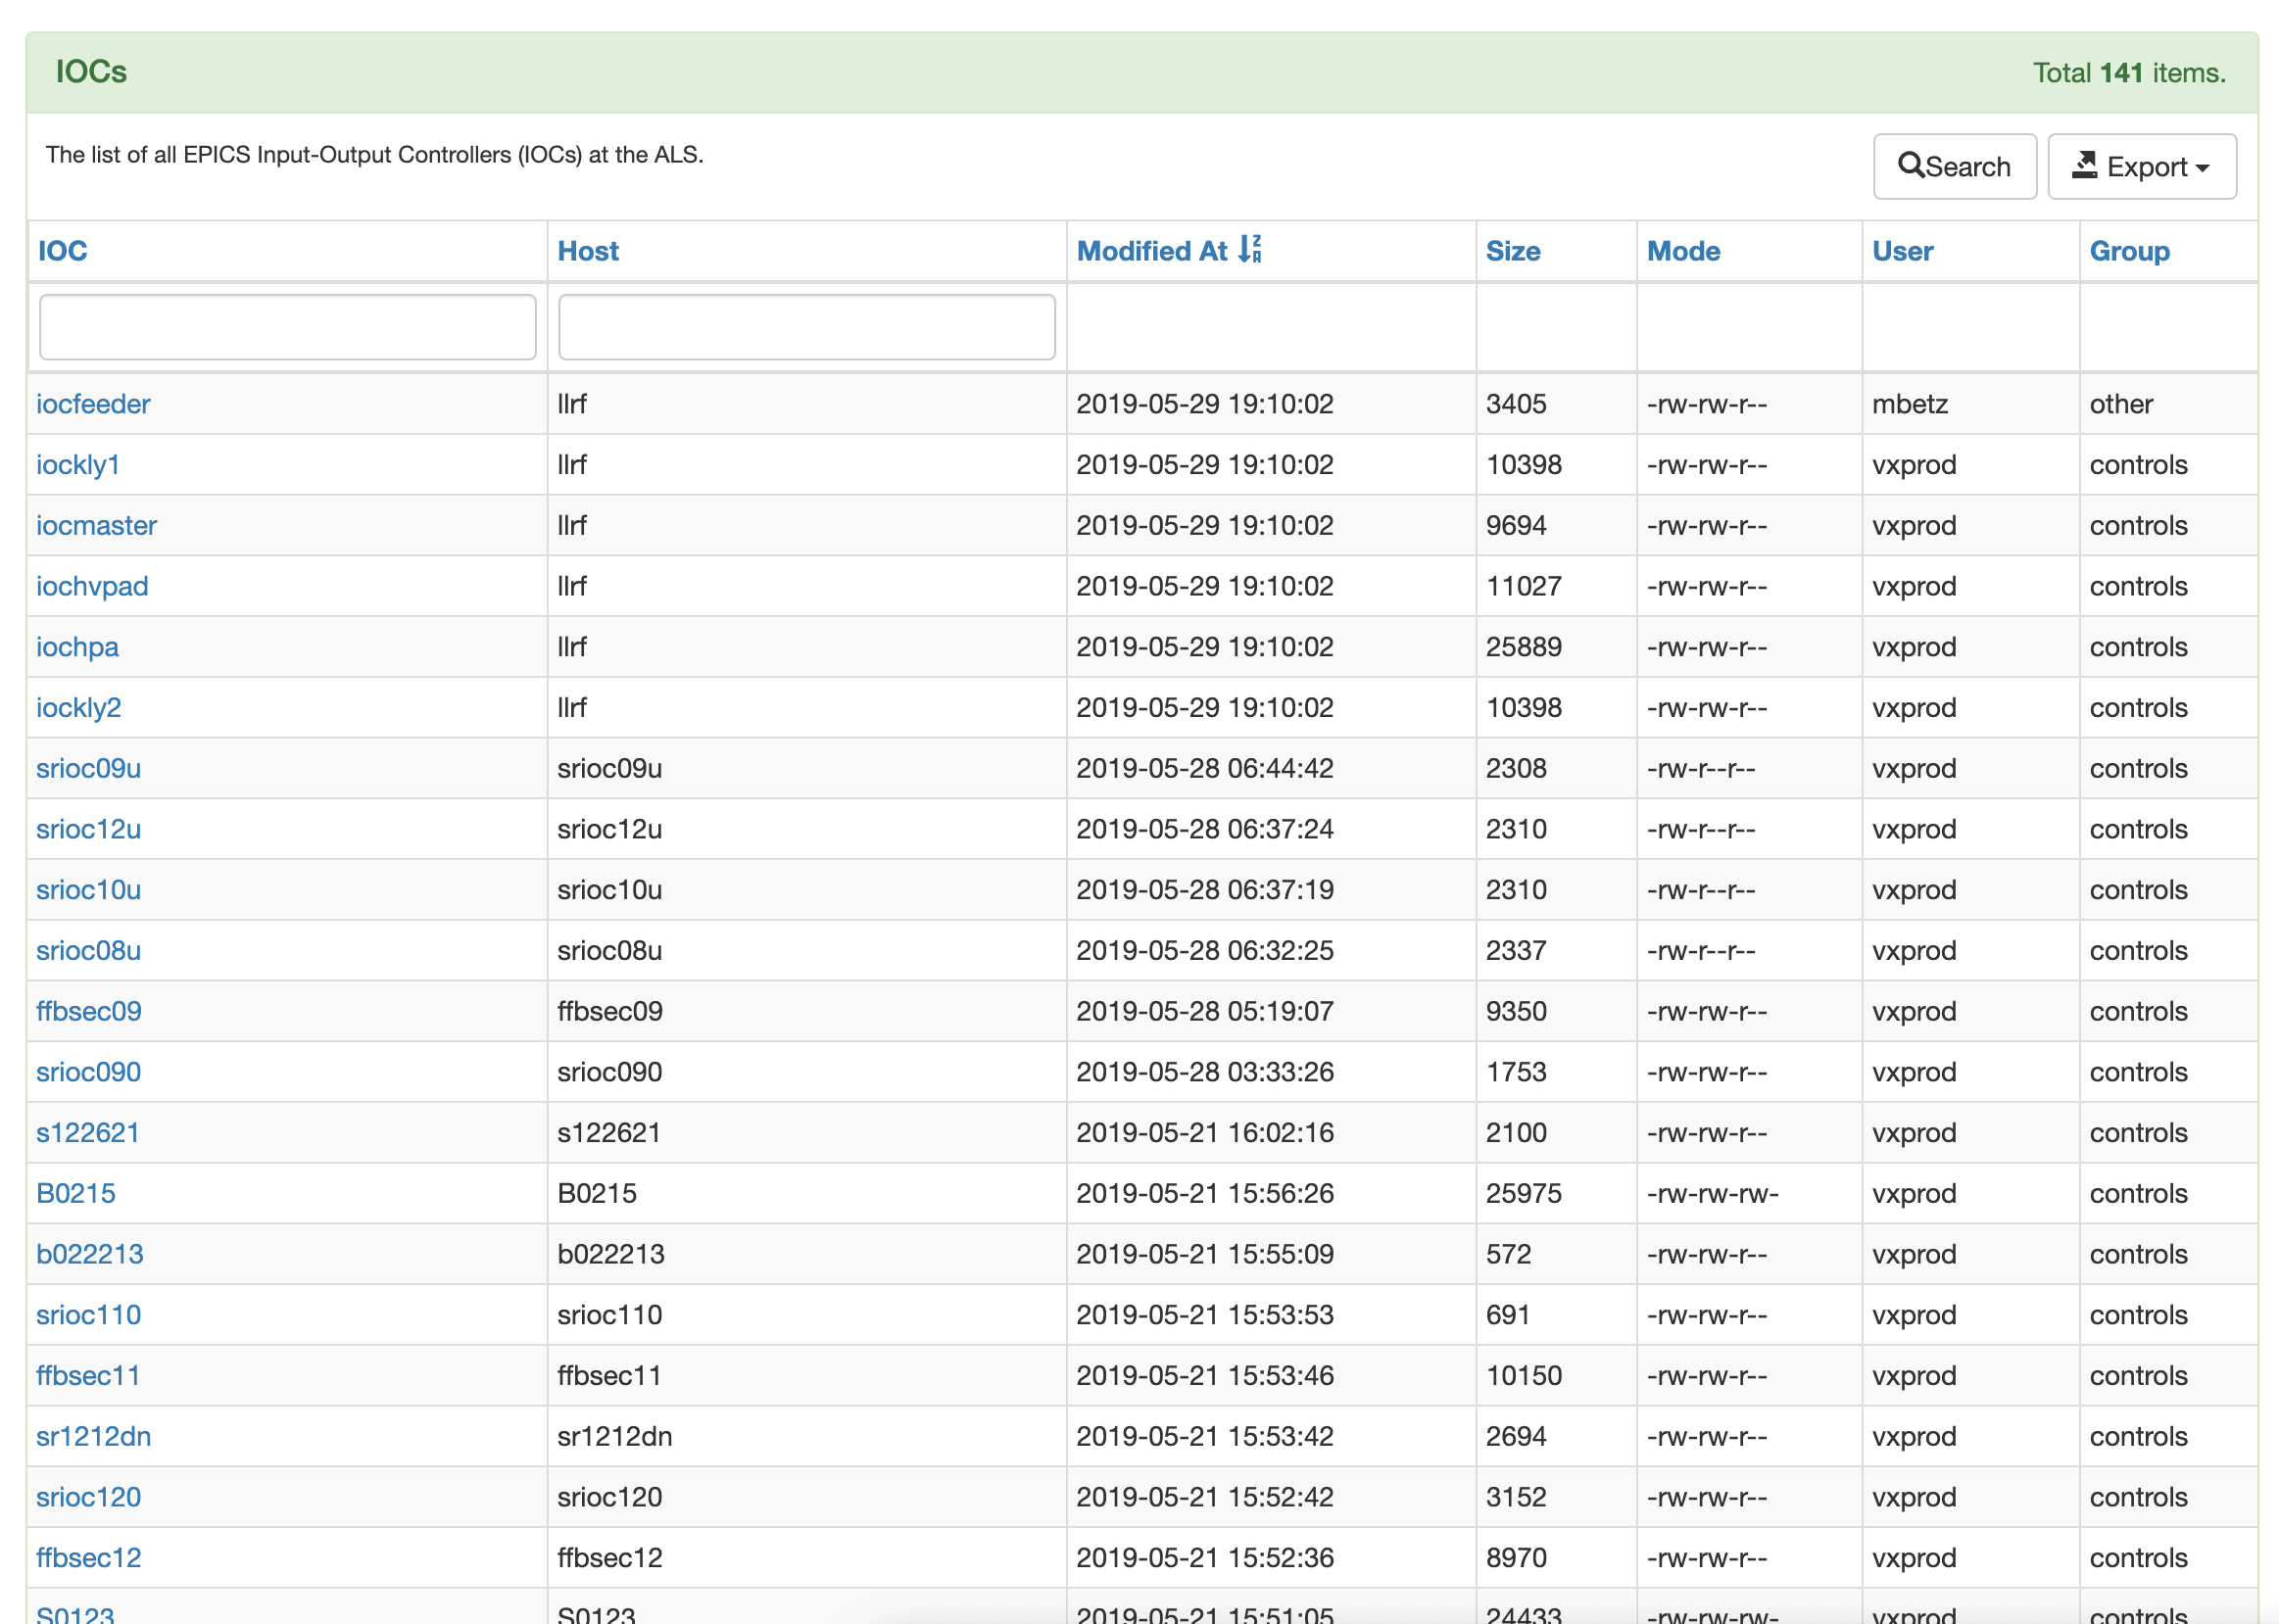 IOCs Total 141 items.
The list of all EPICS Input-Output Controllers (IOCs) at the ALS. Search Export
IOC Host Modified At Size Mode User Group
iocfeeder llrf 2019-05-29 19:10:02 3405 -rw-rw-r-- mbetz other
iockly1 llrf 2019-05-29 19:10:02 10398 -rw-rw-r-- vxprod controls
iocmaster llrf 2019-05-29 19:10:02 9694 -rw-rw-r-- vxprod controls
iochvpad llrf 2019-05-29 19:10:02 11027 -rw-rw-r-- vxprod controls
iochpa llrf 2019-05-29 19:10:02 25889 -rw-rw-r-- vxprod controls
iockly2 llrf 2019-05-29 19:10:02 10398 -rw-rw-r-- vxprod controls
srioc09u srioc09u 2019-05-28 06:44:42 2308 -rw-r--r-- vxprod controls
srioc12u srioc12u 2019-05-28 06:37:24 2310 -rw-r--r-- vxprod controls
srioc10u srioc10u 2019-05-28 06:37:19 2310 -rw-r--r-- vxprod controls
srioc08u srioc08u 2019-05-28 06:32:25 2337 -rw-r--r-- vxprod controls
ffbsec09 ffbsec09 2019-05-28 05:19:07 9350 -rw-rw-r-- vxprod controls
srioc090 srioc090 2019-05-28 03:33:26 1753 -rw-rw-r-- vxprod controls
s122621 s122621 2019-05-21 16:02:16 2100 -rw-rw-r-- vxprod controls
B0215 B0215 2019-05-21 15:56:26 25975 -rw-rw-rw- vxprod controls
b022213 b022213 2019-05-21 15:55:09 572 -rw-rw-r-- vxprod controls
srioc110 srioc110 2019-05-21 15:53:53 691 -rw-rw-r-- vxprod controls
ffbsec11 ffbsec11 2019-05-21 15:53:46 10150 -rw-rw-r-- vxprod controls
sr1212dn sr1212dn 2019-05-21 15:53:42 2694 -rw-rw-r-- vxprod controls
srioc120 srioc120 2019-05-21 15:52:42 3152 -rw-rw-r-- vxprod controls
ffbsec12 ffbsec12 2019-05-21 15:52:36 8970 -rw-rw-r-- vxprod controls
S0123 S0123 2019-05-21 15:51:05 24433 -rw-rw-rw- vxprod controls